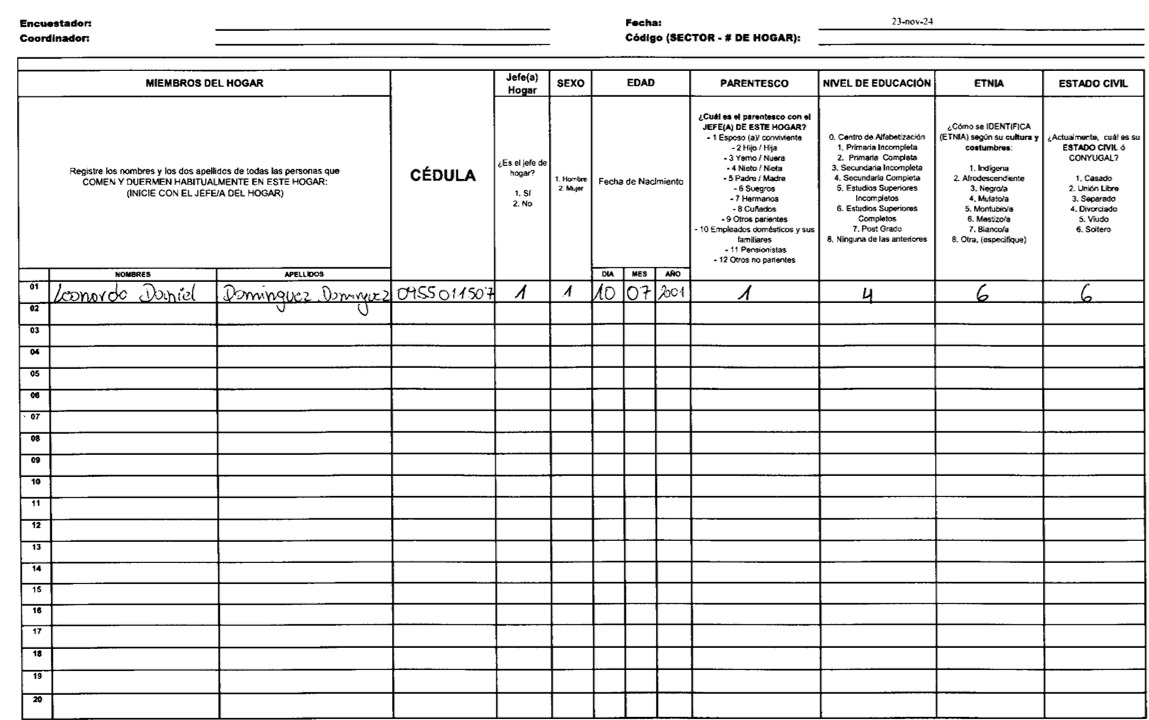 Encuestador:
Coordinador:
Fecha: 23-nov-24
Código (SECTOR - # DE HOGAR):
MIEMBROS DEL HOGAR
Registre los nombres y los dos apellidos de todas las personas que
COMEN Y DUERMEN HABITUALMENTE EN ESTE HOGAR:
(INICIE CON EL JEFE/A DEL HOGAR)
NOMBRES APELLIDOS
CÉDULA
Jefe(a)
Hogar
¿Es el jefe de
hogar?
1. SÍ
2. No
SEXO
1. Hombre
2. Mujer
EDAD
Fecha de Nacimiento
DIA MES AÑO
PARENTESCO
¿Cuál es el parentesco con el
JEFE(A) DE ESTE HOGAR?
- 1 Esposo (a)/ conviviente
- 2 Hijo / Hija
- 3 Yerno / Nuera
- 4 Nieto / Nieta
- 5 Padre / Madre
- 6 Suegros
- 7 Hermanos
- 8 Cuñados
- 9 Otros parientes
- 10 Empleados domésticos y sus
familiares
- 11 Pensionistas
- 12 Otros no parientes
NIVEL DE EDUCACIÓN
0. Centro de Alfabetización
1. Primaria Incompleta
2. Primaria Completa
3. Secundaria Incompleta
4. Secundaria Completa
5. Estudios Superiores
Incompletos
6. Estudios Superiores
Completos
7. Post Grado
8. Ninguna de las anteriores
ETNIA
¿Cómo se IDENTIFICA
(ETNIA) según su cultura y
costumbres:
1. Indígena
2. Afrodescendiente
3. Negro/a
4. Mulato/a
5. Montubio/a
6. Mestizo/a
7. Blanco/a
8. Otra, (especifique)
ESTADO CIVIL
¿Actualmente, cuál es su
ESTADO CIVIL ó
CONYUGAL?
1. Casado
2. Unión Libre
3. Separado
4. Divorciado
5. Viudo
6. Soltero
01 Leonardo Daniel Dominguez Dominguez 0955011507 1 1 10 07 2001 1 4 6 6
02
03
04
05
06
07
08
09
10
11
12
13
14
15
16
17
18
19
20